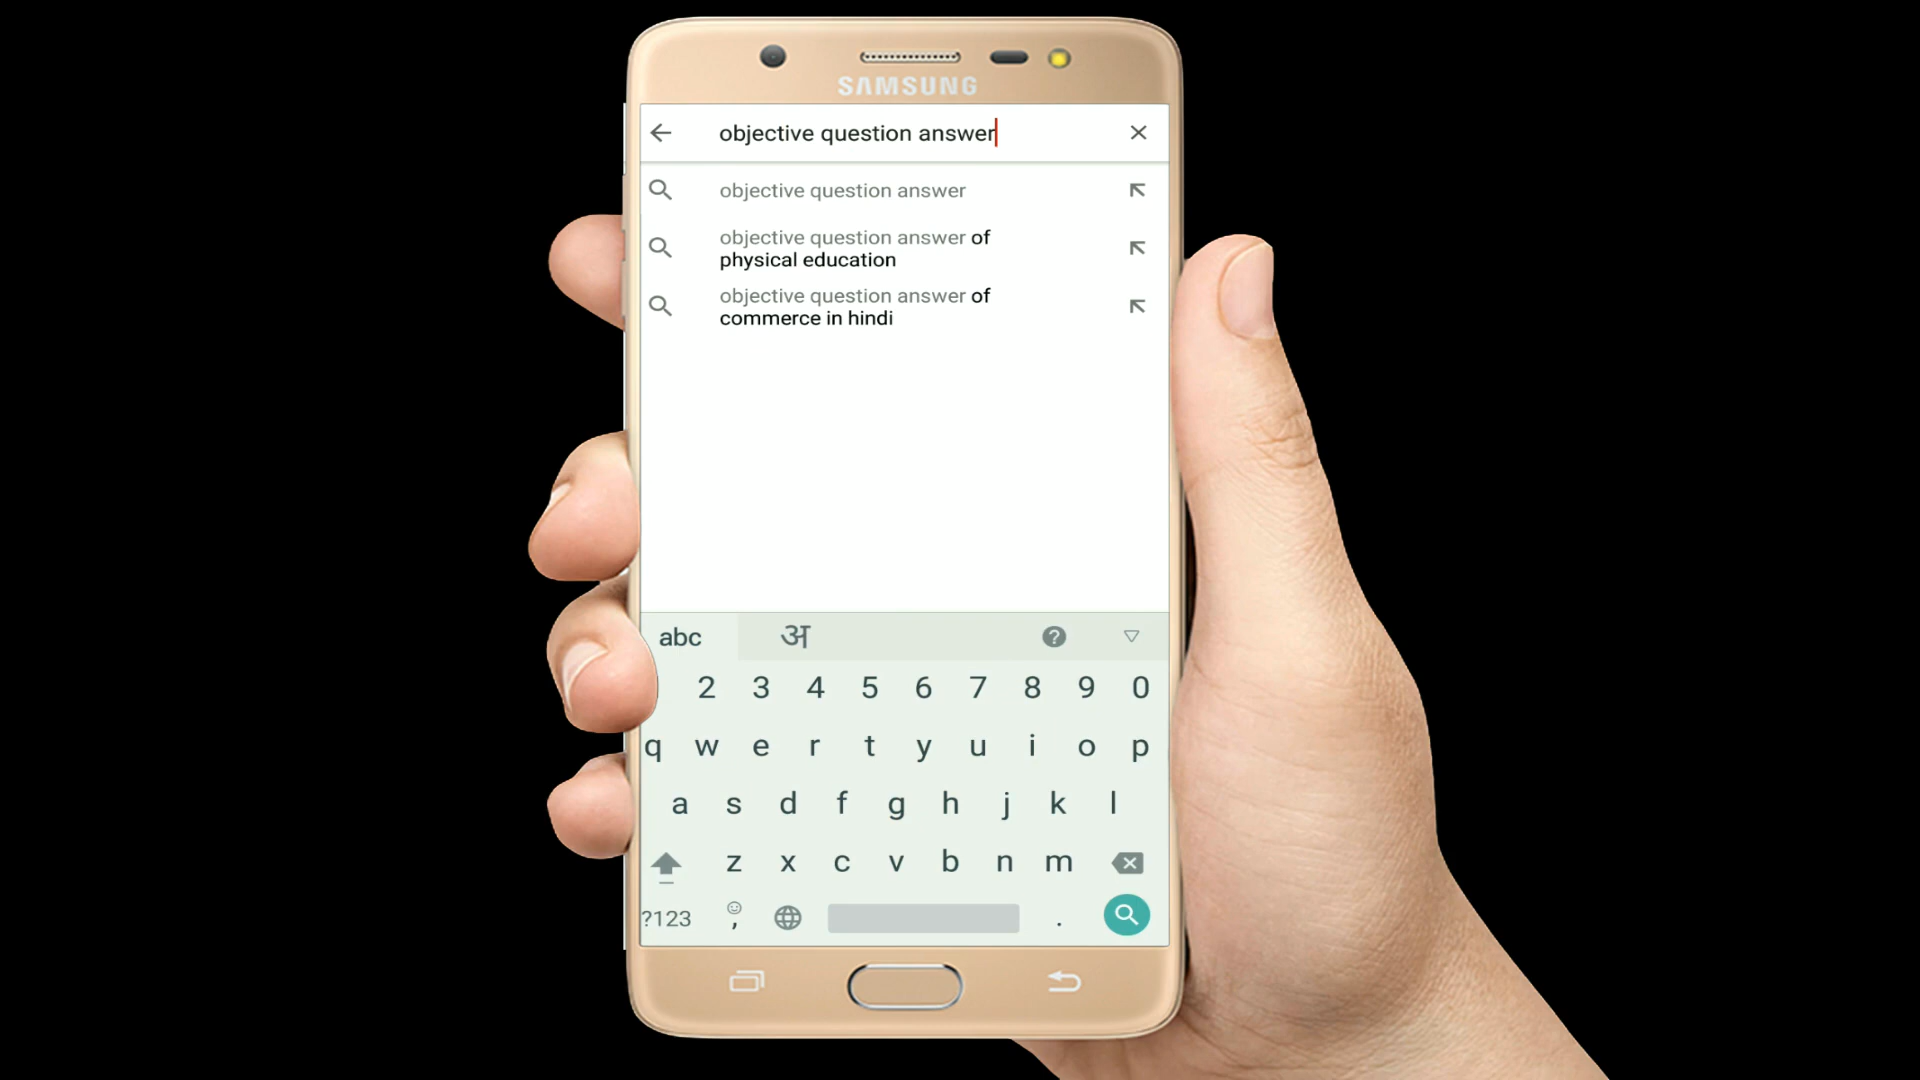 SAMSUNG
objective question answer
objective question answer
objective question answer of
physical education
objective question answer of
commerce in hindi
abc अ
2 3 4 5 6 7 8 9 0
q w e r t y u i o p
a s d f g h j k l
z x c v b n m
?123 , .